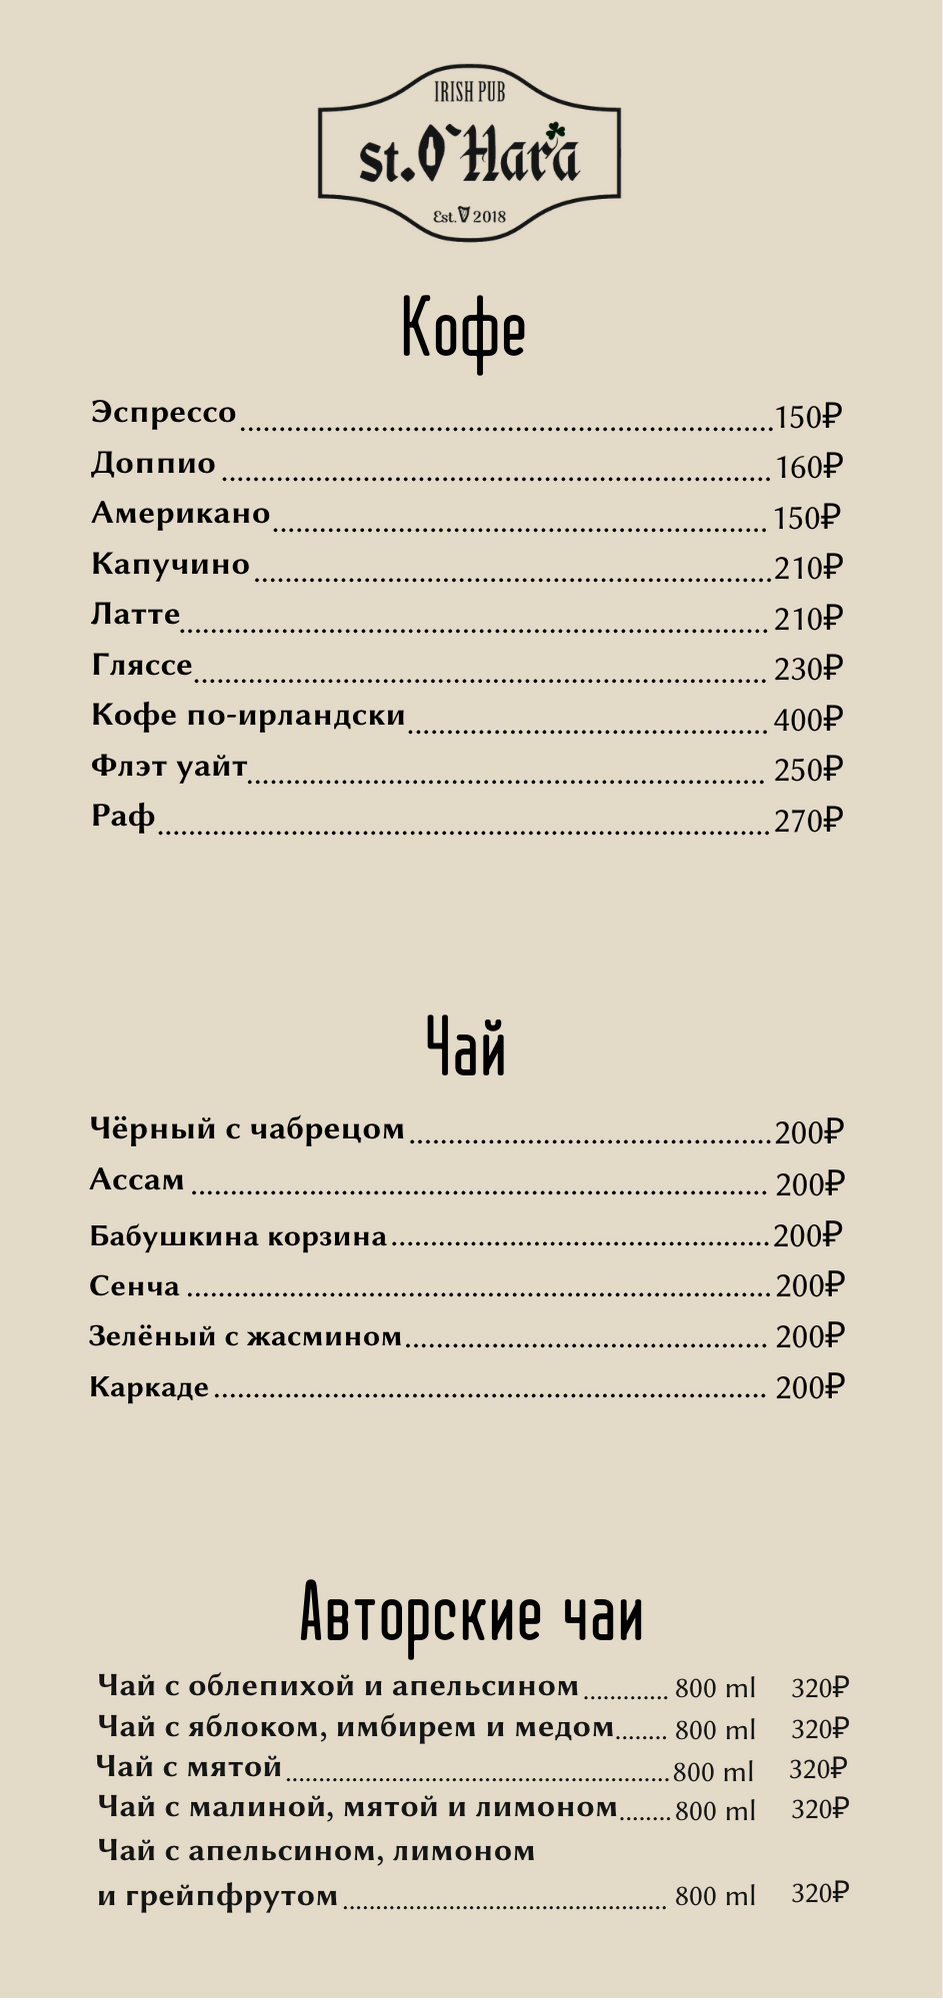 IRISH PUB
st.O`Hara
Est. 2018
Кофе
Эспрессо 150₽
Доппио 160₽
Американо 150₽
Капучино 210₽
Латте 210₽
Гляссе 230₽
Кофе по-ирландски 400₽
Флэт уайт 250₽
Раф 270₽
Чай
Чёрный с чабрецом 200₽
Ассам 200₽
Бабушкина корзина 200₽
Сенча 200₽
Зелёный с жасмином 200₽
Каркаде 200₽
Авторские чаи
Чай с облепихой и апельсином 800 ml 320₽
Чай с яблоком, имбирем и медом 800 ml 320₽
Чай с мятой 800 ml 320₽
Чай с малиной, мятой и лимоном 800 ml 320₽
Чай с апельсином, лимоном
и грейпфрутом 800 ml 320₽